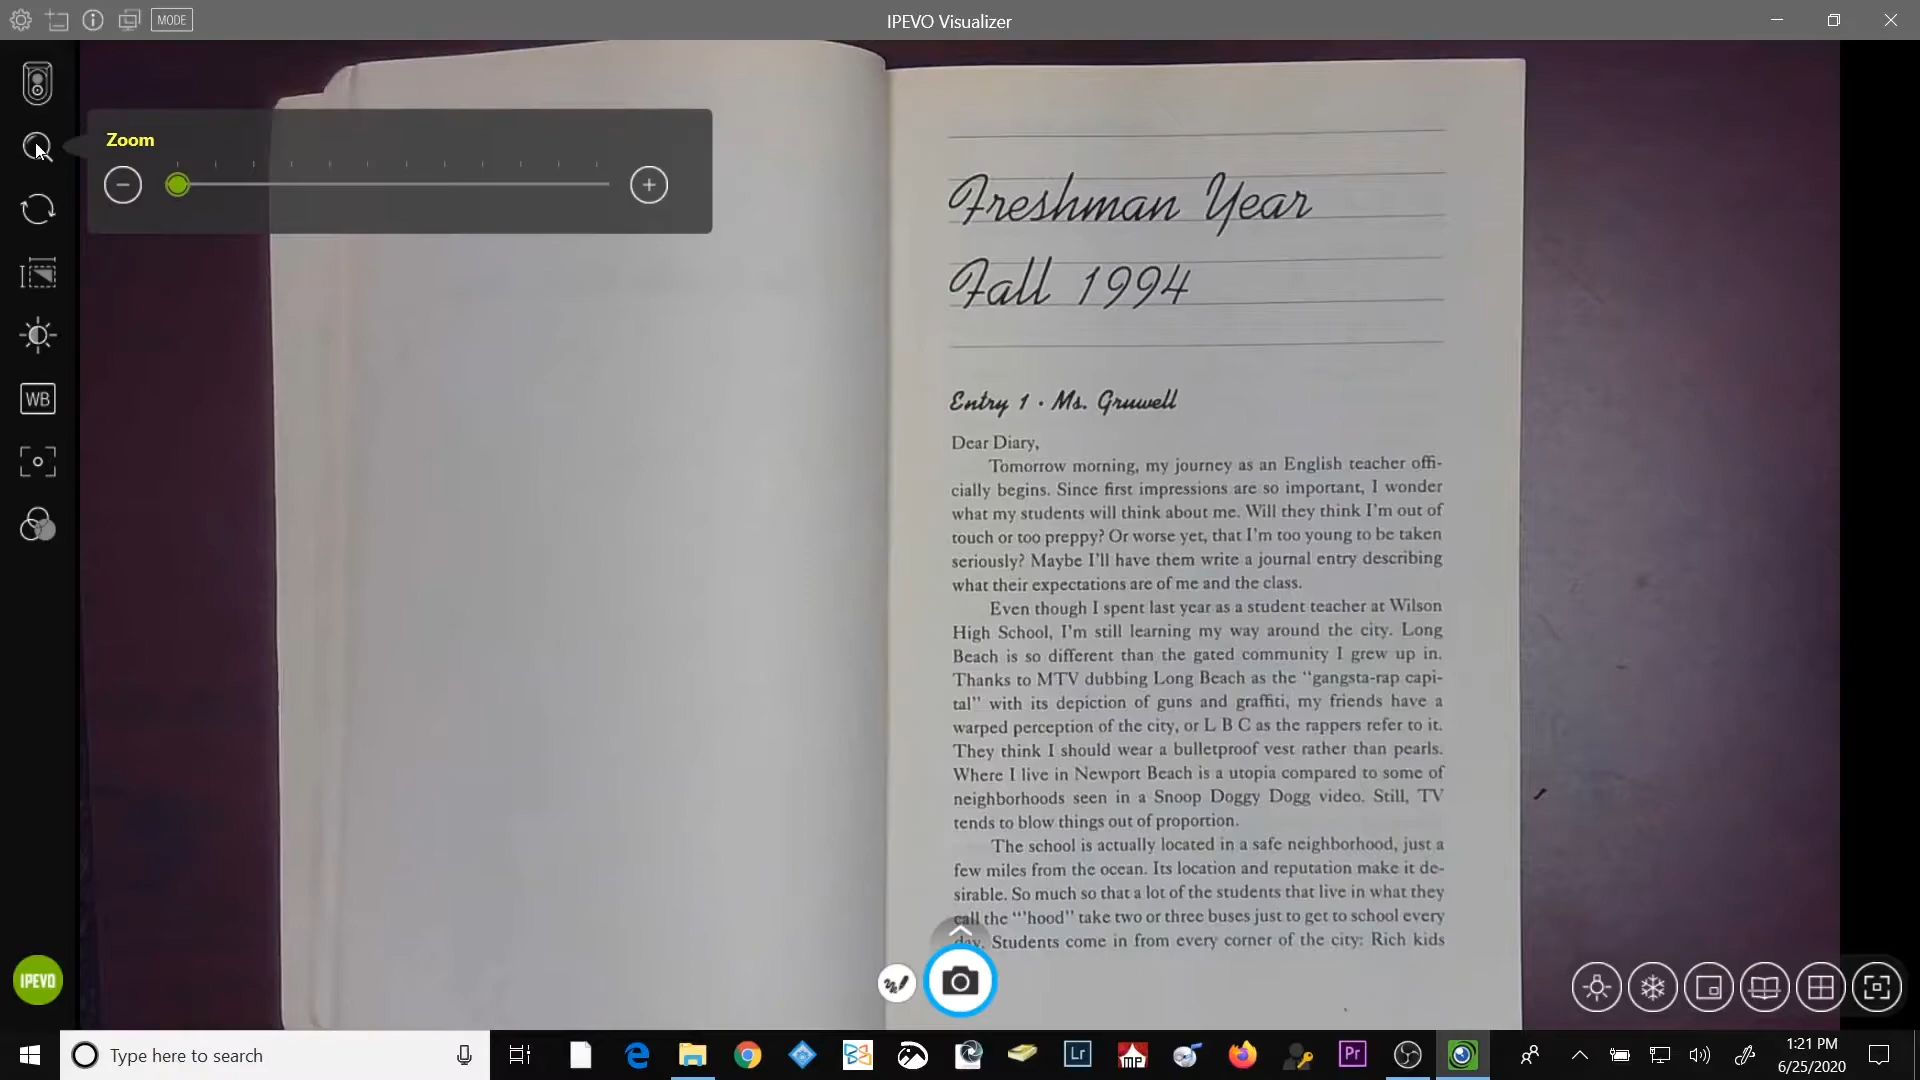 MODE
IPEVO Visualizer
Zoom
Freshman Year
Fall 1994
Entry 1 · Ms. Gruwell
Dear Diary,
Tomorrow morning, my journey as an English teacher offi-
cially begins. Since first impressions are so important, I wonder
what my students will think about me. Will they think I'm out of
touch or too preppy? Or worse yet, that I'm too young to be taken
seriously? Maybe I'll have them write a journal entry describing
what their expectations are of me and the class.
Even though I spent last year as a student teacher at Wilson
High School, I'm still learning my way around the city. Long
Beach is so different than the gated community I grew up in.
Thanks to MTV dubbing Long Beach as the "gangsta-rap capi-
tal" with its depiction of guns and graffiti, my friends have a
warped perception of the city, or L B C as the rappers refer to it.
They think I should wear a bulletproof vest rather than pearls.
Where I live in Newport Beach is a utopia compared to some of
neighborhoods seen in a Snoop Doggy Dogg video. Still, TV
tends to blow things out of proportion.
The school is actually located in a safe neighborhood, just a
few miles from the ocean. Its location and reputation make it de-
sirable. So much so that a lot of the students that live in what they
call the "'hood" take two or three buses just to get to school every
day. Students come in from every corner of the city: Rich kids
WB
IPEVO
Type here to search
Lr
MP
Pr
1:21 PM
6/25/2020